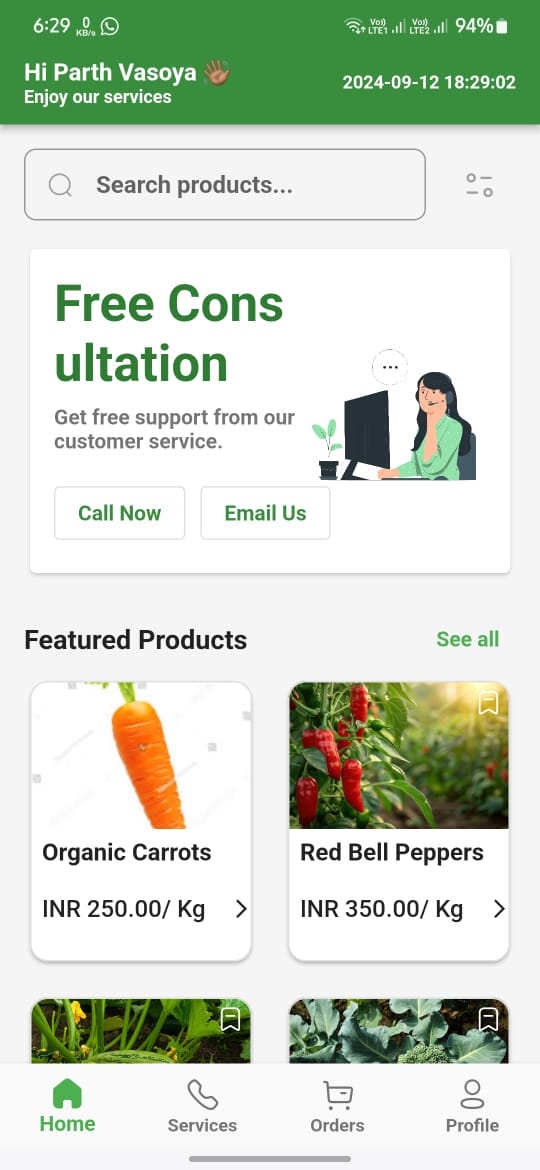 6:29 0 KB/s Vo)) LTE1 Vo)) LTE2 94%
Hi Parth Vasoya 👋🏽
Enjoy our services
2024-09-12 18:29:02
Search products...
Free Cons
ultation
Get free support from our
customer service.
Call Now Email Us
Featured Products See all
Organic Carrots
INR 250.00/ Kg
Red Bell Peppers
INR 350.00/ Kg
Home Services Orders Profile